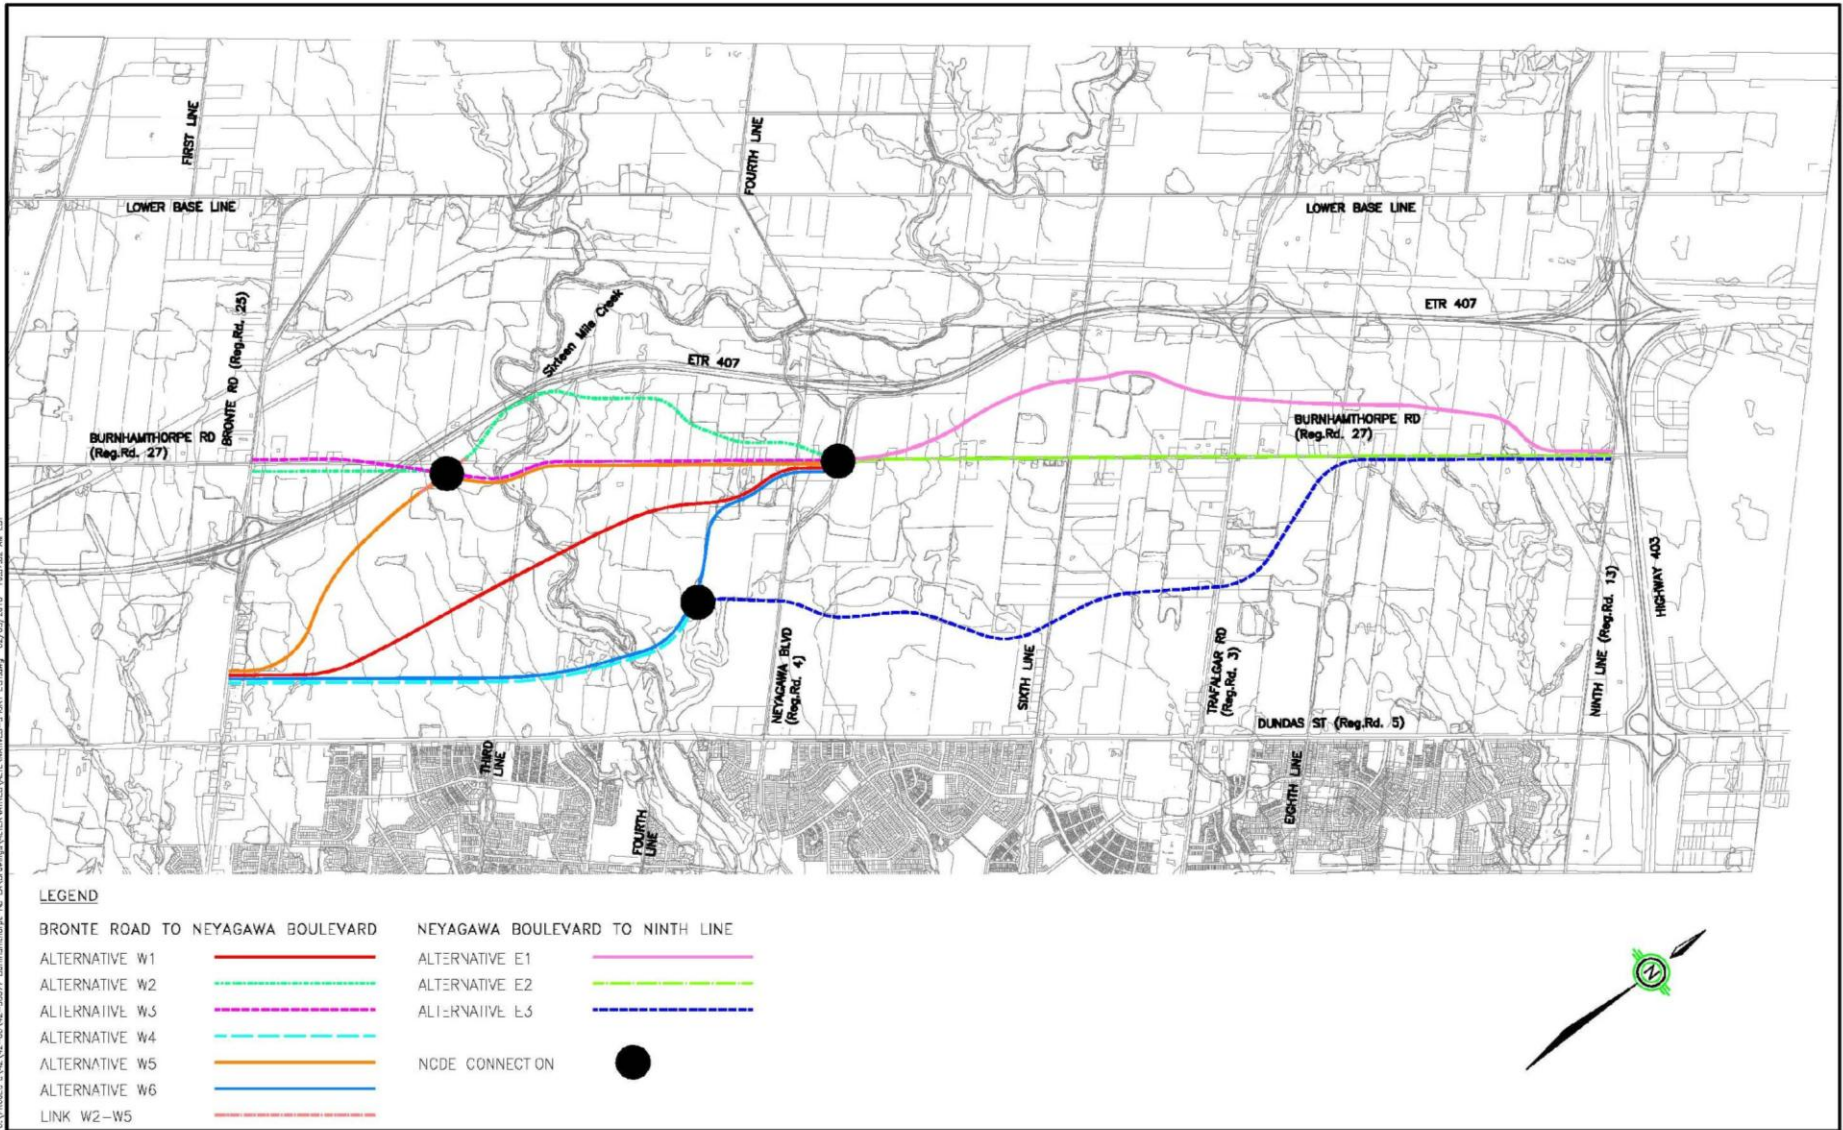 FIRST LINE
FOURTH LINE
LOWER BASE LINE
LOWER BASE LINE
BRONTE RD (Reg.Rd. 25)
Sixteen Mile Creek
ETR 407
ETR 407
BURNHAMTHORPE RD
(Reg.Rd. 27)
BURNHAMTHORPE RD
(Reg.Rd. 27)
HIGHWAY 403
NINTH LINE (Reg.Rd. 13)
NEYAGAWA BLVD
(Reg.Rd. 4)
SIXTH LINE
TRAFALGAR RD
(Reg.Rd. 3)
DUNDAS ST (Reg.Rd. 5)
THIRD
LINE
FOURTH
LINE
EIGHTH LINE
LEGEND
BRONTE ROAD TO NEYAGAWA BOULEVARD
ALTERNATIVE W1
ALTERNATIVE W2
ALTERNATIVE W3
ALTERNATIVE W4
ALTERNATIVE W5
ALTERNATIVE W6
LINK W2-W5
NEYAGAWA BOULEVARD TO NINTH LINE
ALTERNATIVE E1
ALTERNATIVE E2
ALTERNATIVE E3
NODE CONNECTION
N